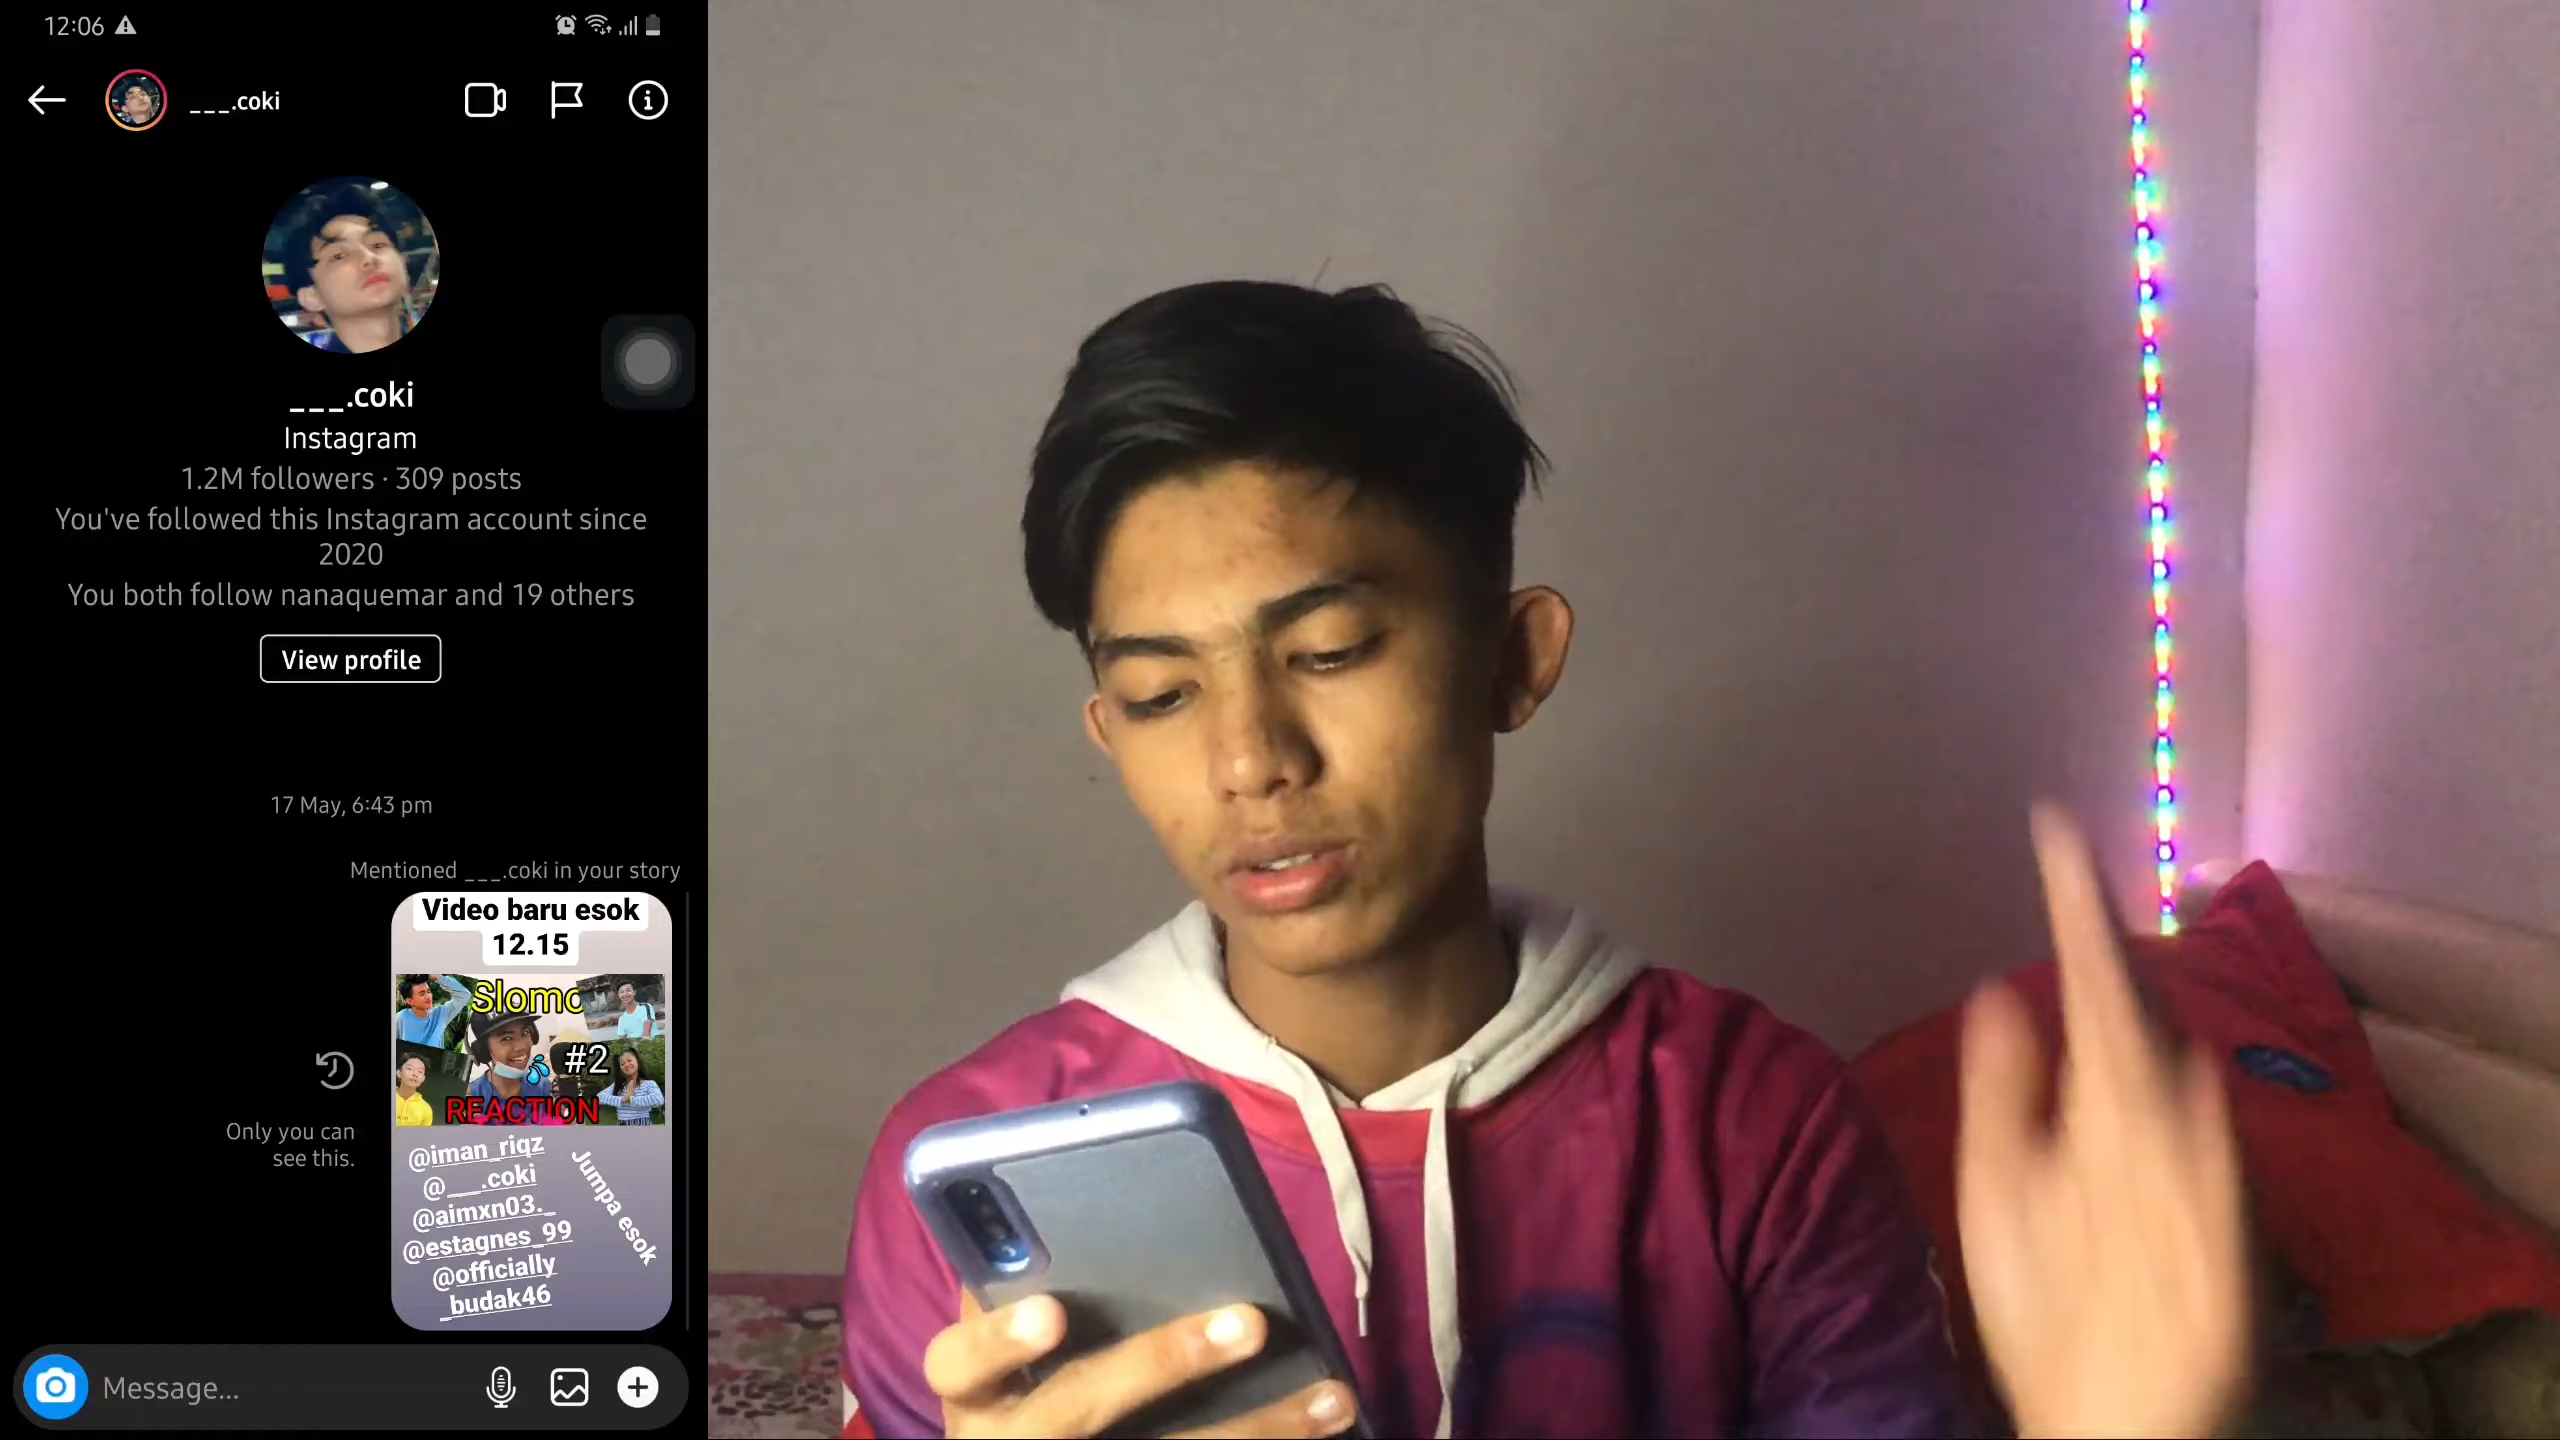 12:06
___.coki
___.coki
Instagram
1.2M followers · 309 posts
You've followed this Instagram account since
2020
You both follow nanaquemar and 19 others
View profile
17 May, 6:43 pm
Mentioned ___.coki in your story
Video baru esok
12.15
Slomo
#2
REACTION
@iman_riqz
@___.coki
@aimxn03._
@estagnes_99
@officially
_budak46
Jumpa esok
Only you can
see this.
Message...